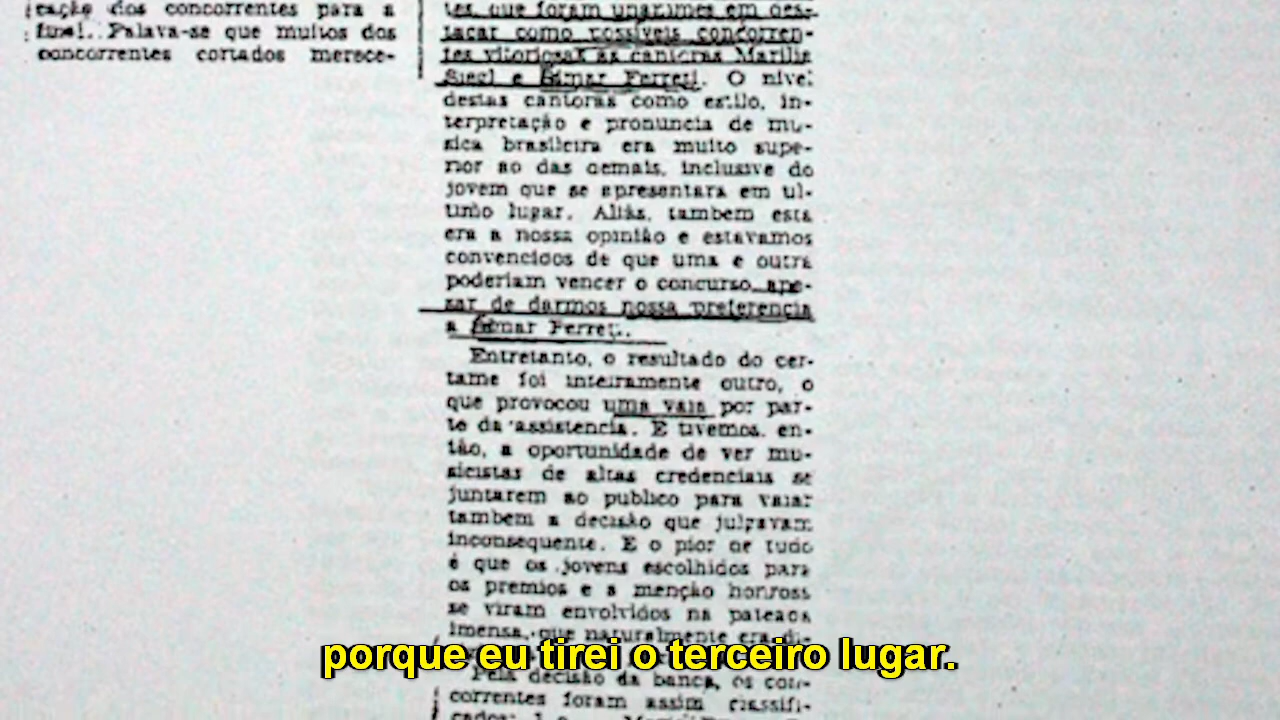 cação dos concorrentes para a
final. Falava-se que muitos dos
concorrentes cortados merece-
tes, que foram unanimes em des-
tacar como possiveis concorren-
tes vitoriosas as cantoras Marilia
Siegl e Edmar Ferreti. O nivel
destas cantoras como estilo, in-
terpretação e pronuncia de mu-
sica brasileira era muito supe-
rior ao das demais, inclusive do
jovem que se apresentara em ul-
timo lugar. Aliás, tambem esta
era a nossa opinião e estavamos
convencidos de que uma e outra
poderiam vencer o concurso, ape-
sar de darmos nossa preferencia
a Edmar Ferreti.
Entretanto, o resultado do cer-
tame foi inteiramente outro, o
que provocou uma vaia por par-
te da assistencia. E tivemos, en-
tão, a oportunidade de ver mu-
sicistas de altas credenciais se
juntarem ao publico para vaiar
tambem a decisão que julgavam
inconsequente. E o pior de tudo
é que os jovens escolhidos para
os premios e a menção honrosa
se viram envolvidos na pateada
imensa, que naturalmente era di-
porque eu tirei o terceiro lugar.
Pela decisão da banca, os con-
correntes foram assim classifi-
cados: